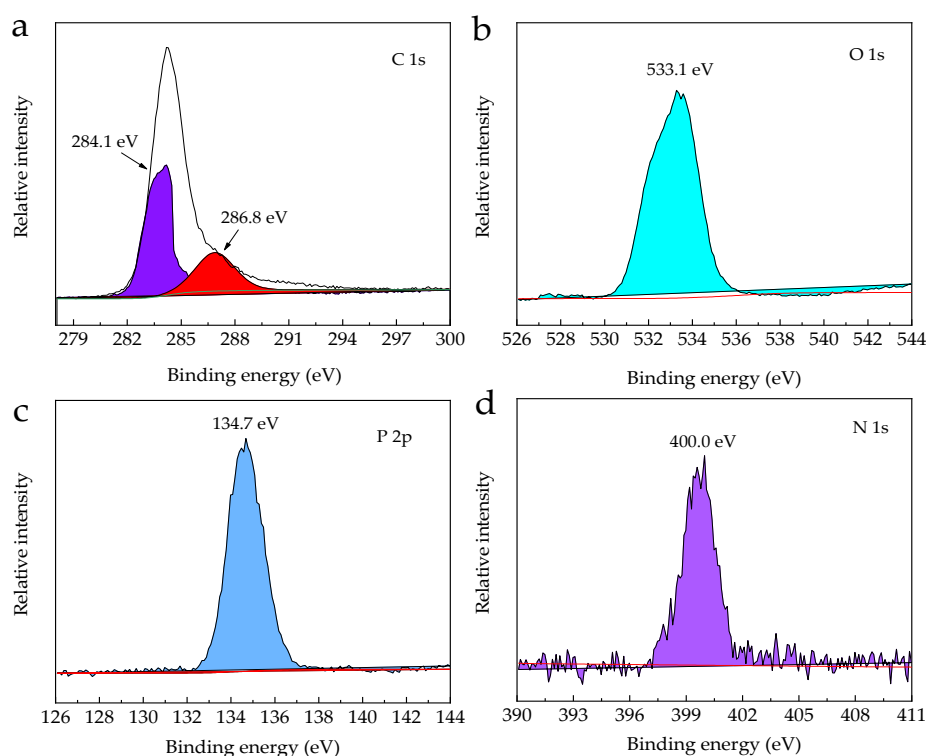 a
C 1s
284.1 eV
286.8 eV
Relative intensity
279 282 285 288 291 294 297 300
Binding energy (eV)
b
O 1s
533.1 eV
Relative intensity
526 528 530 532 534 536 538 540 542 544
Binding energy (eV)
c
134.7 eV
P 2p
Relative intensity
126 128 130 132 134 136 138 140 142 144
Binding energy (eV)
d
N 1s
400.0 eV
Relative intensity
390 393 396 399 402 405 408 411
Binding energy (eV)